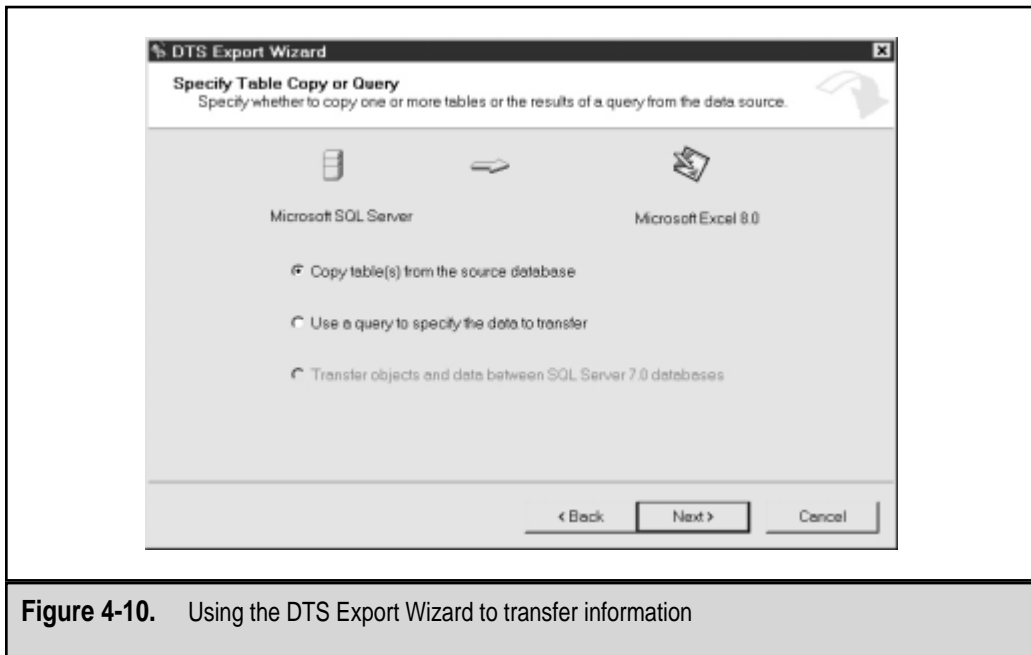 DTS Export Wizard
Specify Table Copy or Query
Specify whether to copy one or more tables or the results of a query from the data source.
Microsoft SQL Server
Microsoft Excel 8.0
Copy table(s) from the source database
Use a query to specify the data to transfer
Transfer objects and data between SQL Server 7.0 databases
< Back Next > Cancel
Figure 4-10. Using the DTS Export Wizard to transfer information